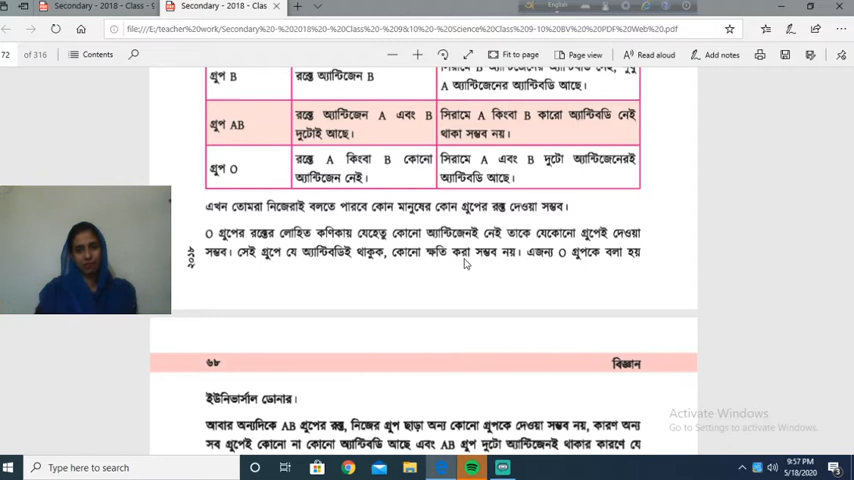 Secondary - 2018 - Class - 9
Secondary - 2018 - Clas
English
file:///E:/teacher%20work/Secondary%20-%202018%20-%20Class%20-%209&10%20-%20Science%20Class%209-10%20BV%20%20PDF%20Web%20.pdf
72 of 316
Contents
Fit to page
Page view
Read aloud
Add notes
গ্রুপ B
রক্তে অ্যান্টিজেন B
A অ্যান্টিজেনের অ্যান্টিবডি আছে।
গ্রুপ AB
রক্তে অ্যান্টিজেন A এবং B
দুটোই আছে।
সিরামে A কিংবা B কারো অ্যান্টিবডি নেই
থাকা সম্ভব নয়।
গ্রুপ O
রক্তে A কিংবা B কোনো
অ্যান্টিজেন নেই।
সিরামে A এবং B দুটো অ্যান্টিজেনেরই
অ্যান্টিবডি আছে।
এখন তোমরা নিজেরাই বলতে পারবে কোন মানুষের কোন গ্রুপের রক্ত দেওয়া সম্ভব।
O গ্রুপের রক্তের লোহিত কণিকায় যেহেতু কোনো অ্যান্টিজেনই নেই তাকে যেকোনো গ্রুপেই দেওয়া
সম্ভব। সেই গ্রুপে যে অ্যান্টিবডিই থাকুক, কোনো ক্ষতি করা সম্ভব নয়। এজন্য O গ্রুপকে বলা হয়
২০১৮
৬৮
বিজ্ঞান
ইউনিভার্সাল ডোনার।
আবার অন্যদিকে AB গ্রুপের রক্ত, নিজের গ্রুপ ছাড়া অন্য কোনো গ্রুপকে দেওয়া সম্ভব নয়, কারণ অন্য
সব গ্রুপেই কোনো না কোনো অ্যান্টিবডি আছে এবং AB গ্রুপ দুটো অ্যান্টিজেনই থাকার কারণে যে
Activate Windows
Go to Settings to activate Windows.
Type here to search
9:57 PM
5/18/2020